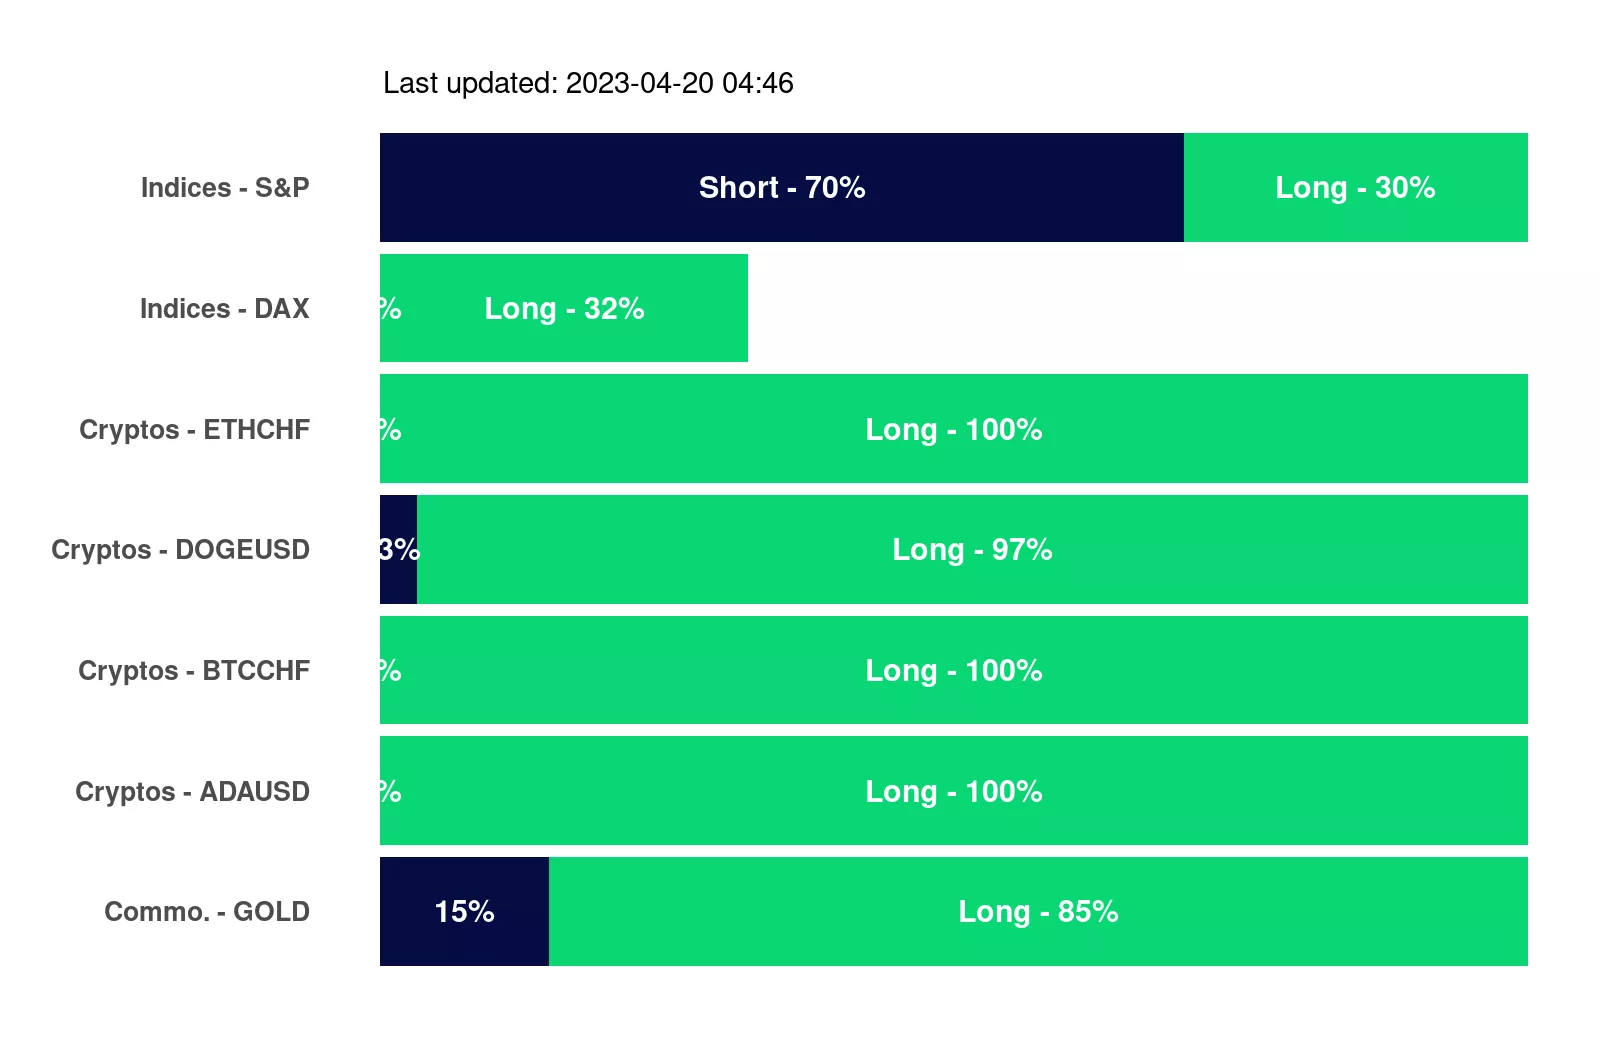 Last updated: 2023-04-20 04:46
Indices - S&P Short - 70% Long - 30%
Indices - DAX % Long - 32%
Cryptos - ETHCHF % Long - 100%
Cryptos - DOGEUSD 3% Long - 97%
Cryptos - BTCCHF % Long - 100%
Cryptos - ADAUSD % Long - 100%
Commo. - GOLD 15% Long - 85%